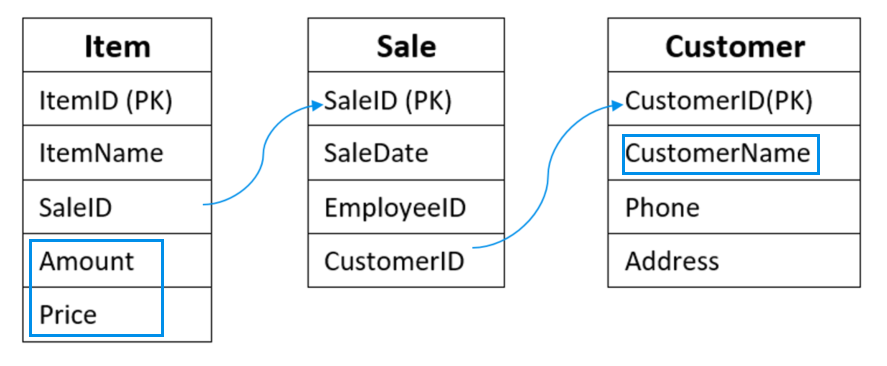 Item
ItemID (PK)
ItemName
SaleID
Amount
Price
Sale
SaleID (PK)
SaleDate
EmployeeID
CustomerID
Customer
CustomerID(PK)
CustomerName
Phone
Address